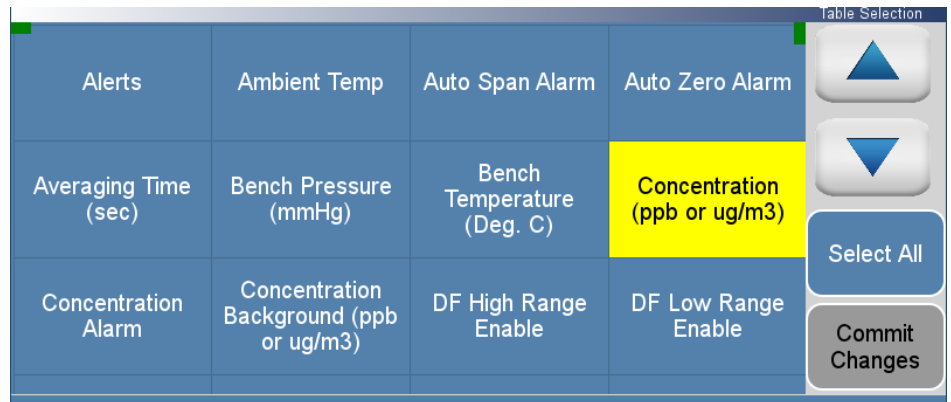 Table Selection
Alerts
Ambient Temp
Auto Span Alarm
Auto Zero Alarm
Averaging Time
(sec)
Bench Pressure
(mmHg)
Bench
Temperature
(Deg. C)
Concentration
(ppb or ug/m3)
Select All
Concentration
Alarm
Concentration
Background (ppb
or ug/m3)
DF High Range
Enable
DF Low Range
Enable
Commit
Changes